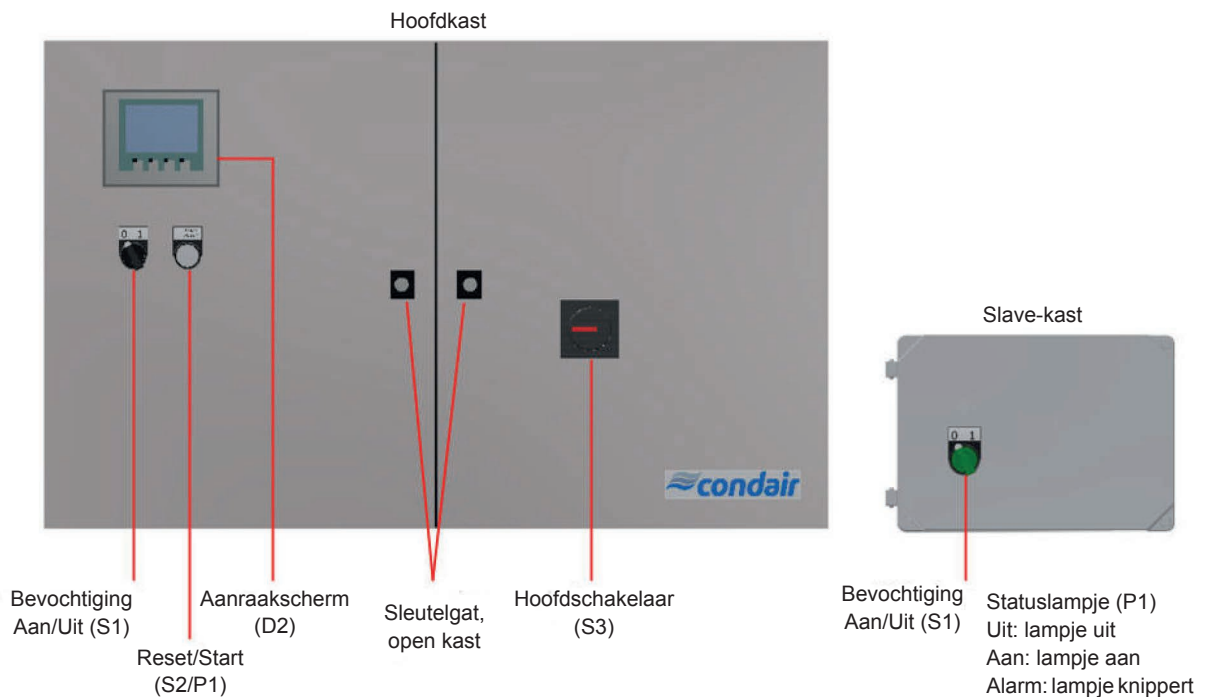 Hoofdkast
0 1
condair
Slave-kast
0 1
Bevochtiging
Aan/Uit (S1)
Reset/Start
(S2/P1)
Aanraakscherm
(D2)
Sleutelgat,
open kast
Hoofdschakelaar
(S3)
Bevochtiging
Aan/Uit (S1)
Statuslampje (P1)
Uit: lampje uit
Aan: lampje aan
Alarm: lampje knippert